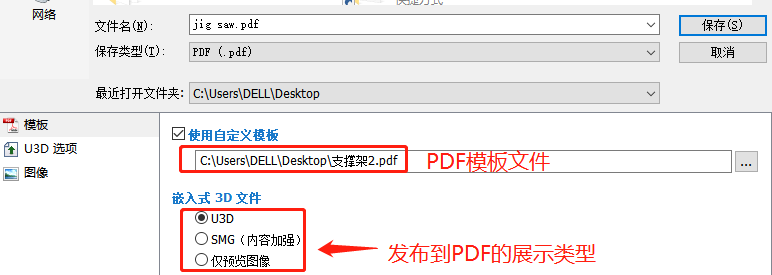 快捷方式
网络
文件名(N):
jig saw.pdf
保存(S)
保存类型(T):
PDF (.pdf)
取消
最近打开文件夹:
C:\Users\DELL\Desktop
模板
U3D 选项
图像
使用自定义模板
C:\Users\DELL\Desktop\支撑架2.pdf
...
PDF模板文件
嵌入式 3D 文件
U3D
SMG（内容加强）
仅预览图像
发布到PDF的展示类型